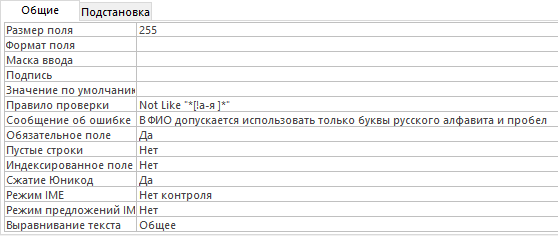 Общие Подстановка
Размер поля 255
Формат поля
Маска ввода
Подпись
Значение по умолчанию
Правило проверки Not Like "*[!а-я ]*"
Сообщение об ошибке В ФИО допускается использовать только буквы русского алфавита и пробел
Обязательное поле Да
Пустые строки Нет
Индексированное поле Нет
Сжатие Юникод Да
Режим IME Нет контроля
Режим предложений IM Нет
Выравнивание текста Общее